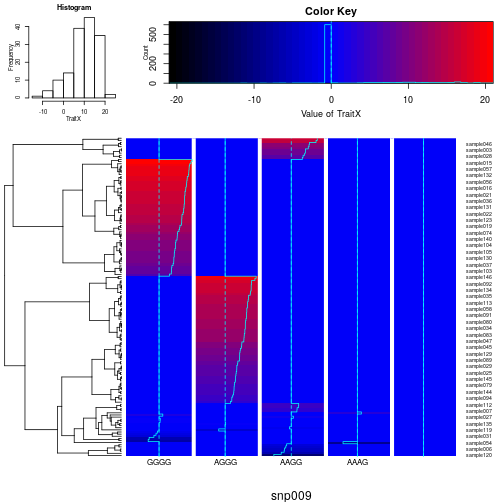 Histogram
Frequency
0 10 20 30 40
-10 0 10 20
TraitX
Color Key
Count
0 200 500
-20 -10 0 10 20
Value of TraitX
sample046
sample003
sample028
sample015
sample057
sample132
sample056
sample016
sample021
sample036
sample131
sample022
sample123
sample019
sample074
sample140
sample104
sample105
sample130
sample037
sample103
sample146
sample092
sample134
sample035
sample113
sample058
sample091
sample080
sample034
sample083
sample047
sample045
sample129
sample089
sample029
sample025
sample145
sample079
sample144
sample094
sample112
sample007
sample027
sample135
sample119
sample031
sample054
sample006
sample120
GGGG AGGG AAGG AAAG
snp009